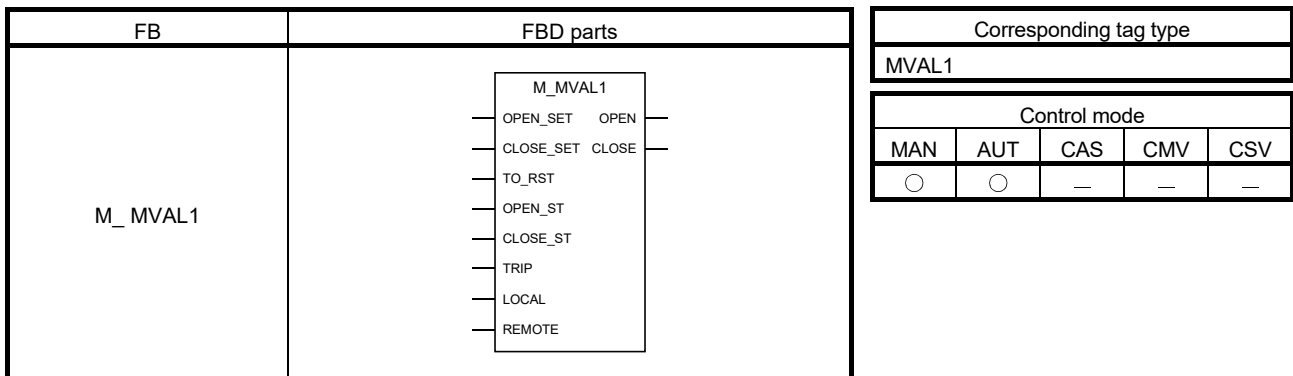 FB
FBD parts
M_ MVAL1
M_MVAL1
OPEN_SET OPEN
CLOSE_SET CLOSE
TO_RST
OPEN_ST
CLOSE_ST
TRIP
LOCAL
REMOTE
Corresponding tag type
MVAL1
Control mode
MAN AUT CAS CMV CSV
○ ○ — — —